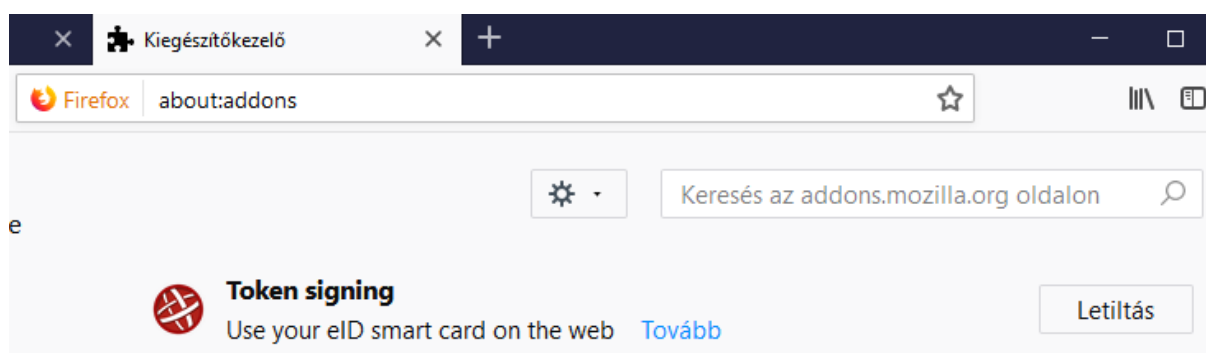 Kiegészítőkezelő
Firefox about:addons
Keresés az addons.mozilla.org oldalon
e
Token signing
Use your eID smart card on the web Tovább
Letiltás